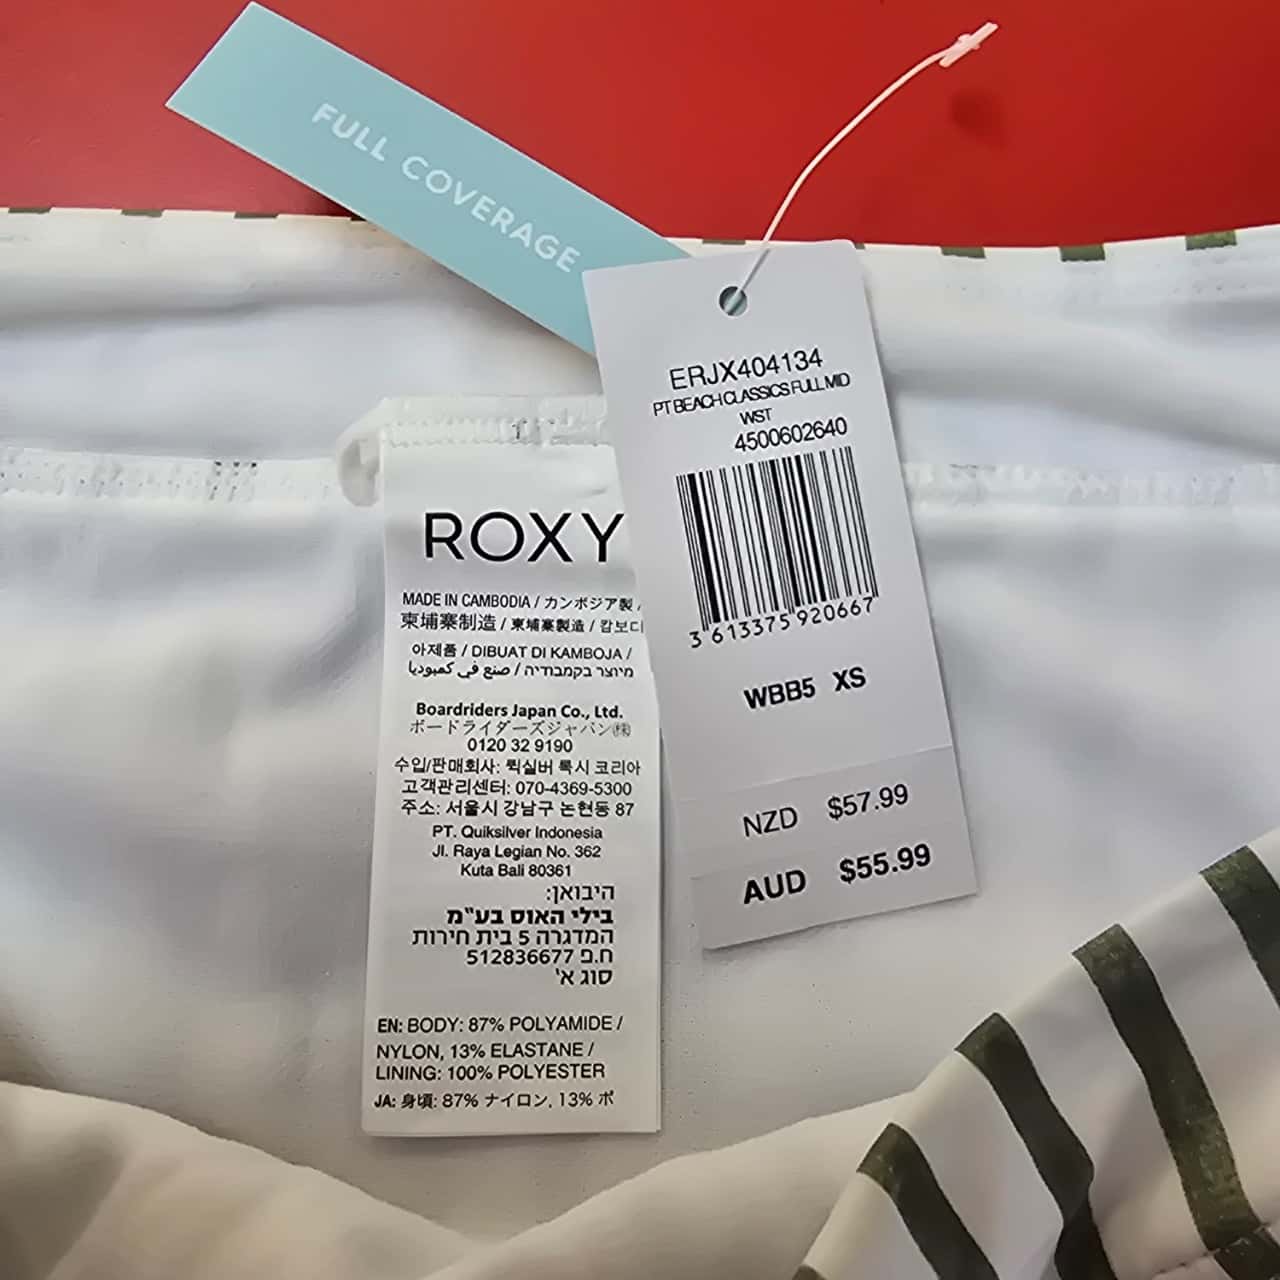 FULL COVERAGE
ERJX404134
PT BEACH CLASSICS FULL MID
WST
4500602640
3 613375 920667
WBB5 XS
NZD $57.99
AUD $55.99
ROXY
MADE IN CAMBODIA / カンボジア製 /
柬埔寨制造 / 柬埔寨製造 / 캄보디
아제품 / DIBUAT DI KAMBOJA /
מיוצר בקמבודיה / صنع في كمبوديا
Boardriders Japan Co., Ltd.
ボードライダーズジャパン㈱
0120 32 9190
수입/판매회사: 퀵실버 록시 코리아
고객관리센터: 070-4369-5300
주소: 서울시 강남구 논현동 87
PT. Quiksilver Indonesia
Jl. Raya Legian No. 362
Kuta Bali 80361
היבואן:
בילי האוס בע"מ
המדגרה 5 בית חירות
ח.פ 512836677
סוג א'
EN: BODY: 87% POLYAMIDE /
NYLON, 13% ELASTANE /
LINING: 100% POLYESTER
JA: 身頃: 87% ナイロン, 13% ポ